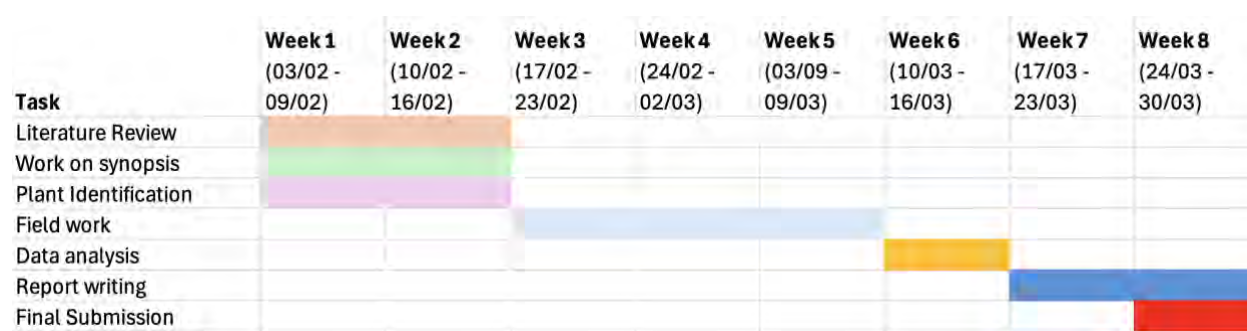 Week 1 Week 2 Week 3 Week 4 Week 5 Week 6 Week 7 Week 8
(03/02 - (10/02 - (17/02 - (24/02 - (03/09 - (10/03 - (17/03 - (24/03 -
Task 09/02) 16/02) 23/02) 02/03) 09/03) 16/03) 23/03) 30/03)
Literature Review
Work on synopsis
Plant Identification
Field work
Data analysis
Report writing
Final Submission